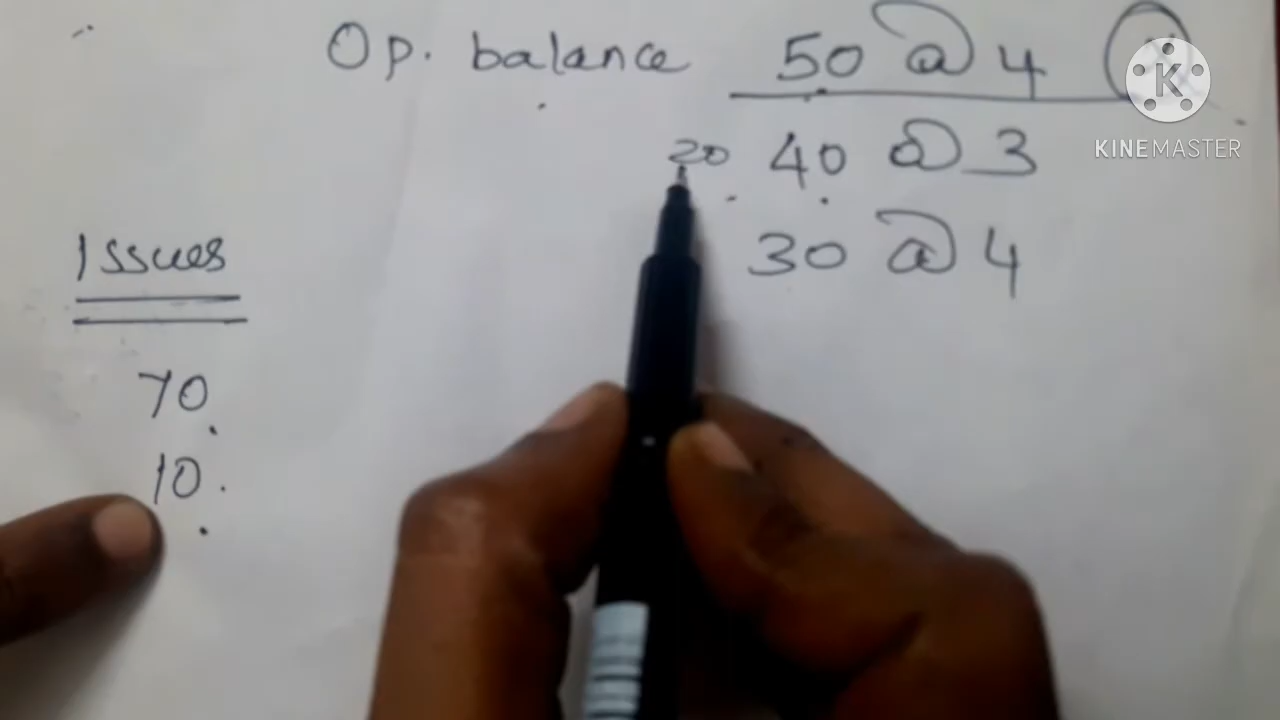 Op. balance 50 @ 4
20 40 @ 3
30 @ 4
Issues
70
10
K
KINEMASTER